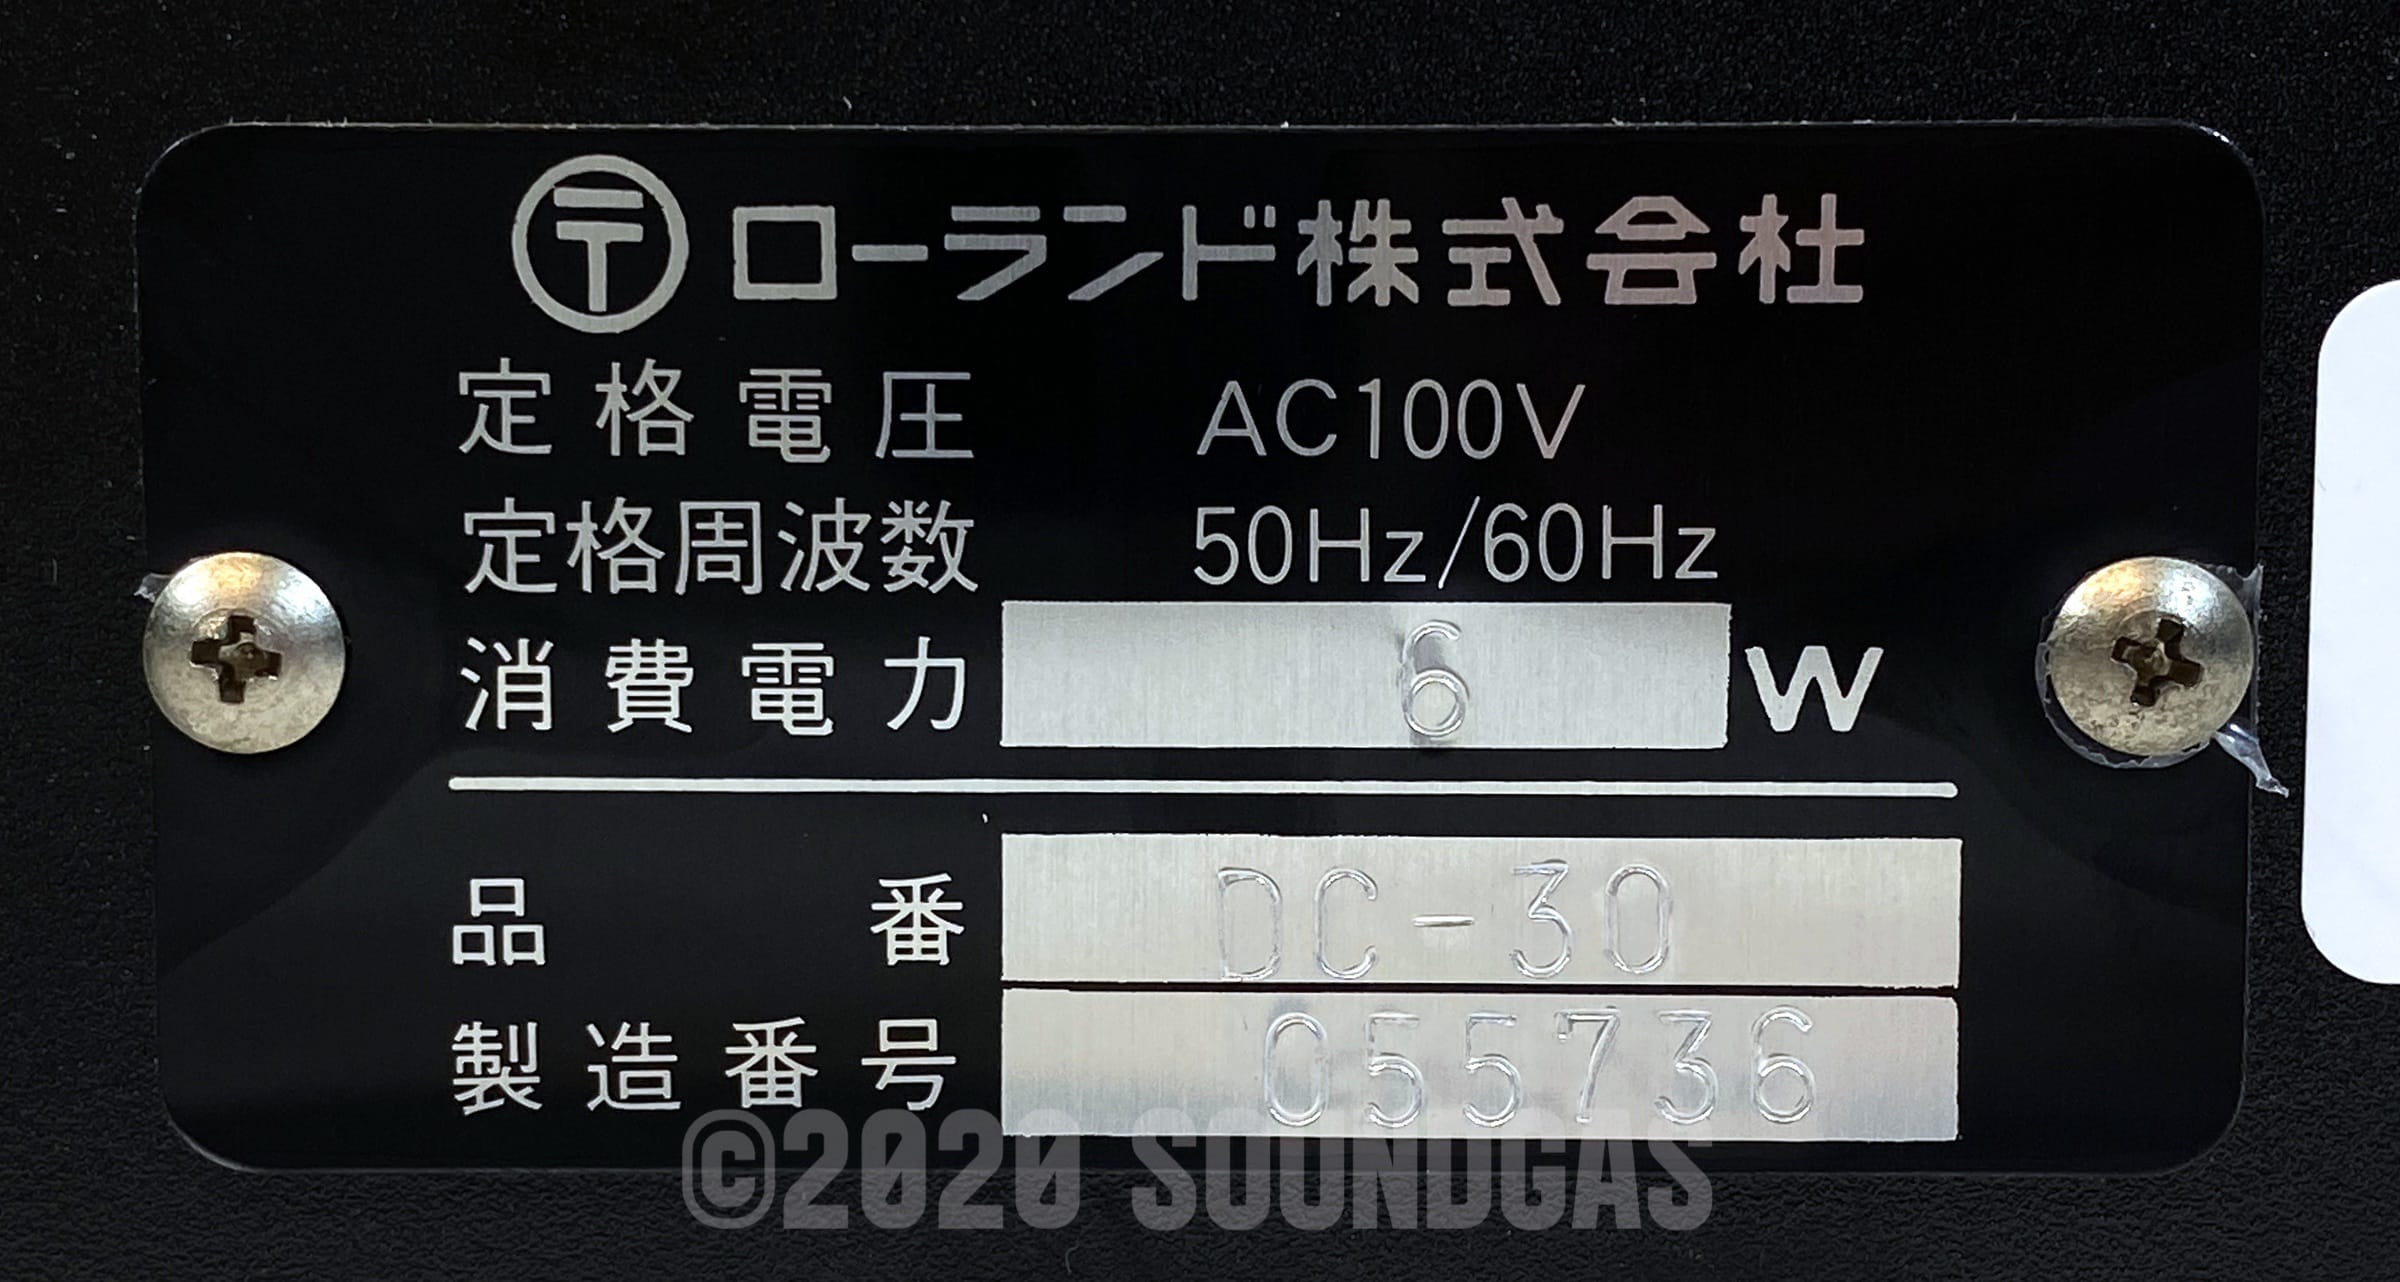 〒 ローランド株式会社
定格電圧 AC100V
定格周波数 50Hz/60Hz
消費電力 6 W
品番 DC-30
製造番号 055736
©2020 SOUNDGAS